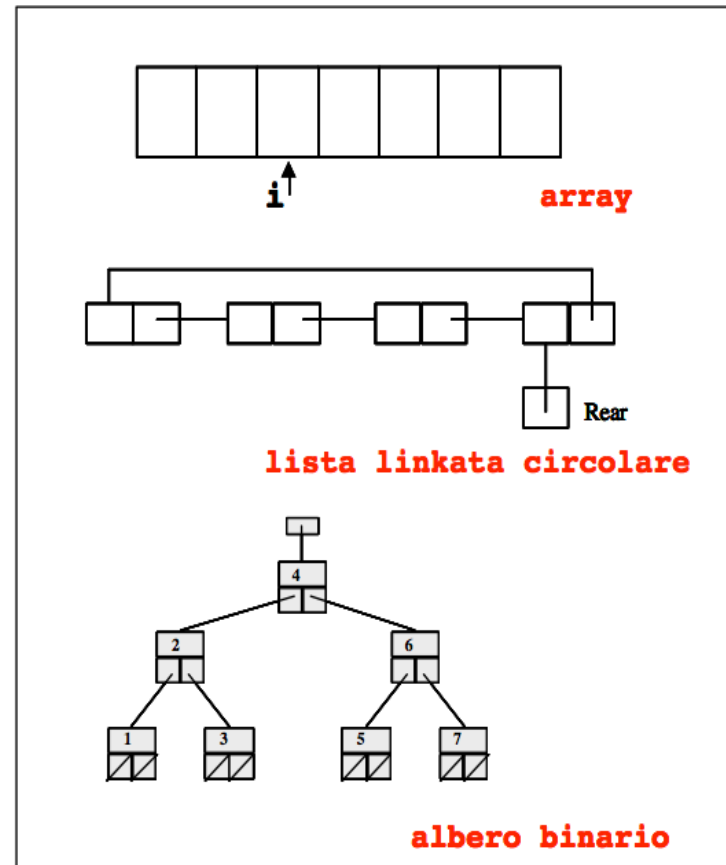 i
array
Rear
lista linkata circolare
4
2 6
1 3 5 7
albero binario